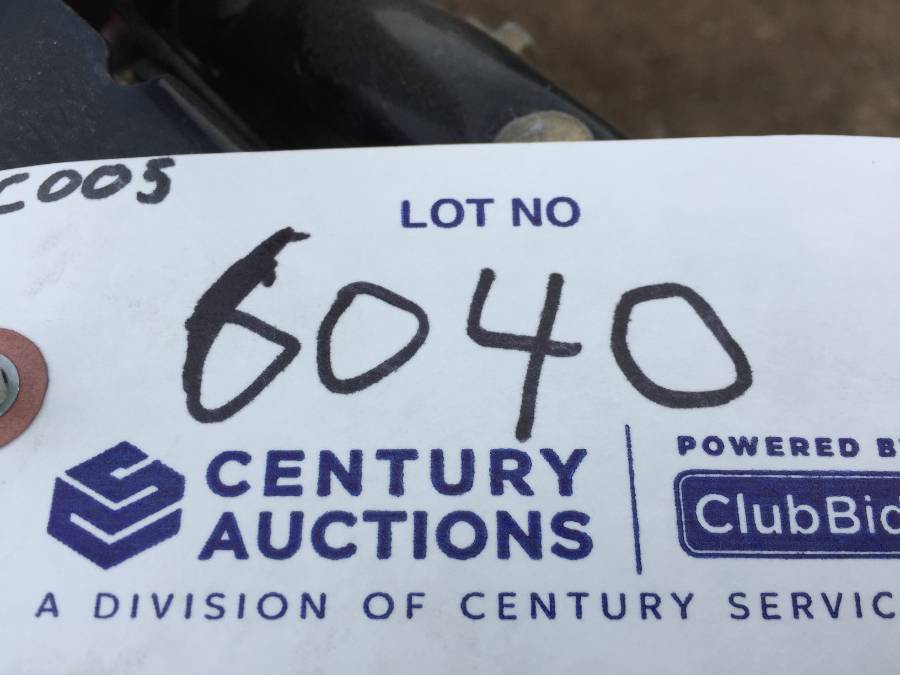 C005
LOT NO
6040
CENTURY
AUCTIONS
POWERED B
ClubBid
A DIVISION OF CENTURY SERVIC